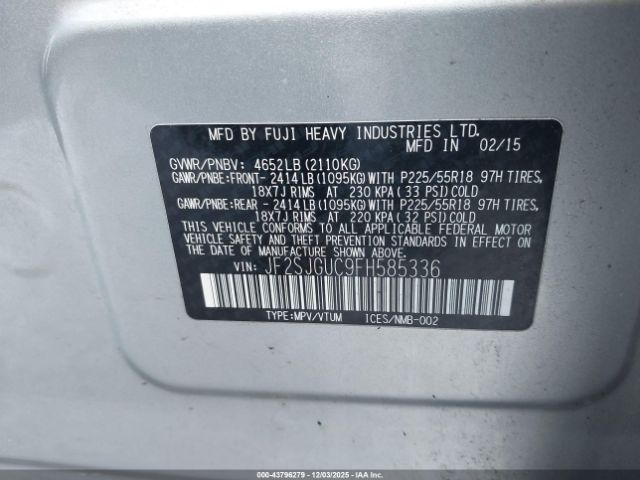 MFD BY FUJI HEAVY INDUSTRIES LTD.
MFD IN 02/15
GVWR/PNBV: 4652LB (2110KG)
GAWR/PNBE:FRONT- 2414 LB (1095KG) WITH P225/55R18 97H TIRES,
18X7J RIMS AT 230 KPA ( 33 PSI) COLD
GAWR/PNBE:REAR - 2414 LB (1095KG) WITH P225/55R18 97H TIRES,
18X7J RIMS AT 220 KPA ( 32 PSI) COLD
THIS VEHICLE CONFORMS TO ALL APPLICABLE FEDERAL MOTOR
VEHICLE SAFETY AND THEFT PREVENTION STANDARDS IN EFFECT ON
THE DATE OF MANUFACTURE SHOWN ABOVE.
VIN: JF2SJGUC9FH585336
TYPE:MPV/VTUM ICES/NMB-002
000-43796279 - 12/03/2025 - IAAI.COM